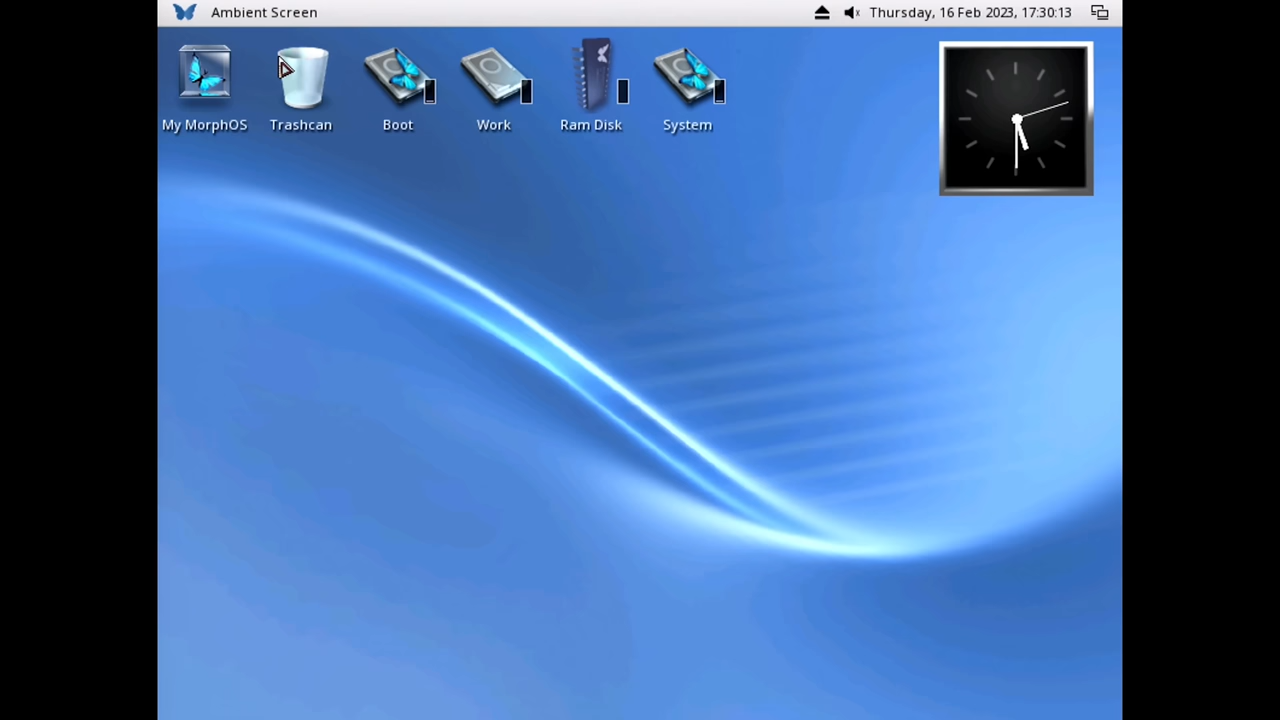 Ambient Screen
Thursday, 16 Feb 2023, 17:30:13
My MorphOS
Trashcan
Boot
Work
Ram Disk
System